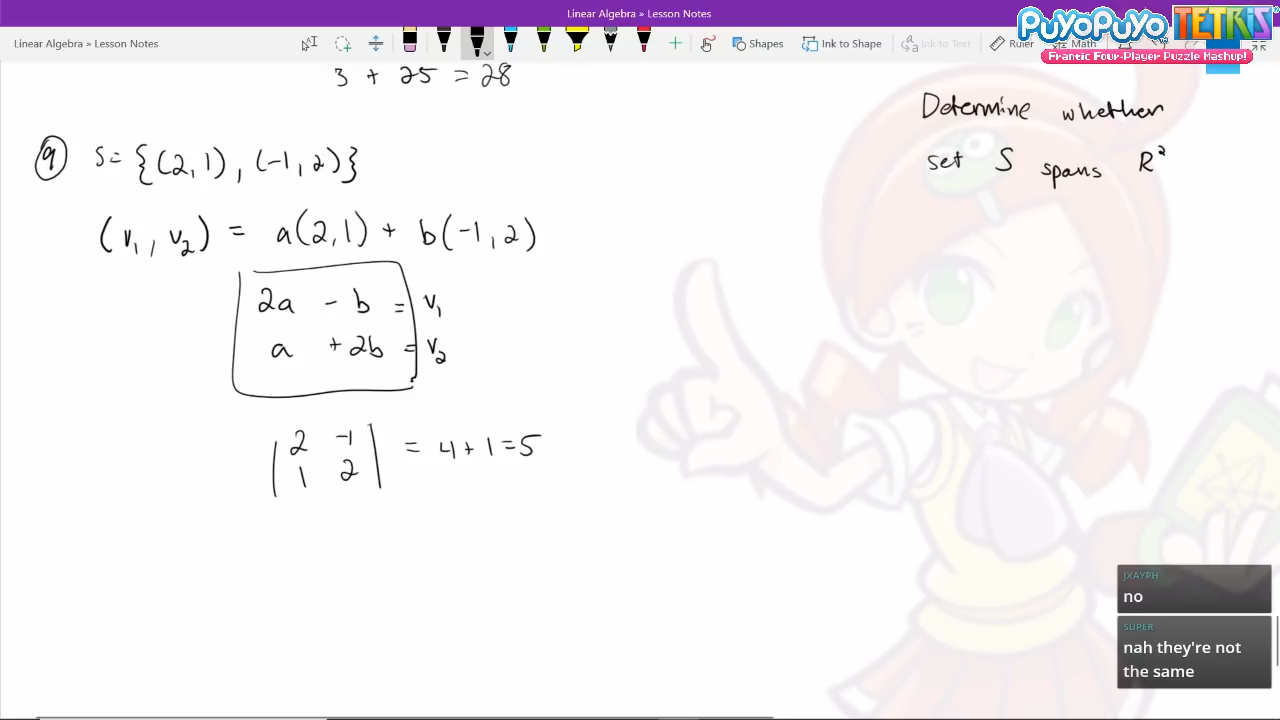 Linear Algebra » Lesson Notes
PUYOPUYO TETRIS
Frantic Four-Player Puzzle Mashup!
Linear Algebra » Lesson Notes
Shapes Ink to Shape Ink to Text Ruler Math
3 + 25 = 28
Determine whether
set S spans R²
9 S= {(2,1), (-1,2)}
(v₁, v₂) = a(2,1) + b(-1,2)
2a - b = v₁
a + 2b = v₂
|2 -1|
|1 2| = 4+1=5
JXAYPH
no
SUPER
nah they're not
the same